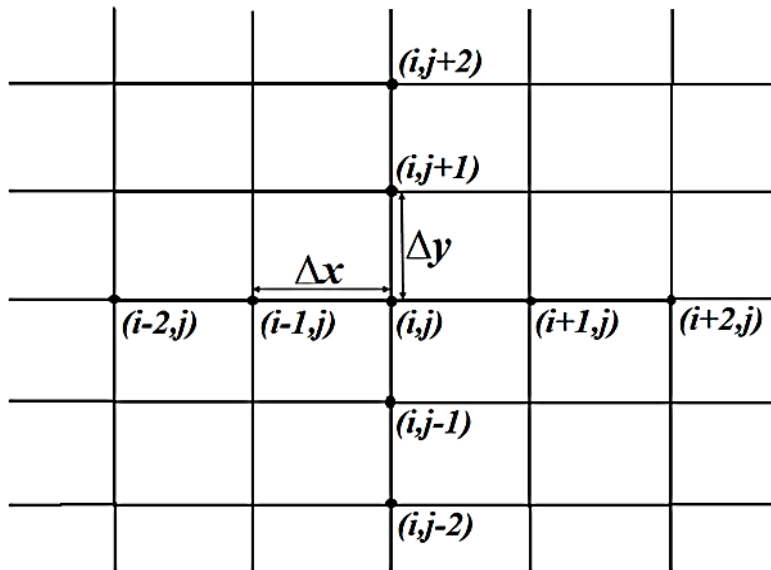 (i,j+2)
(i,j+1)
Δx
Δy
(i-2,j) (i-1,j) (i,j) (i+1,j) (i+2,j)
(i,j-1)
(i,j-2)